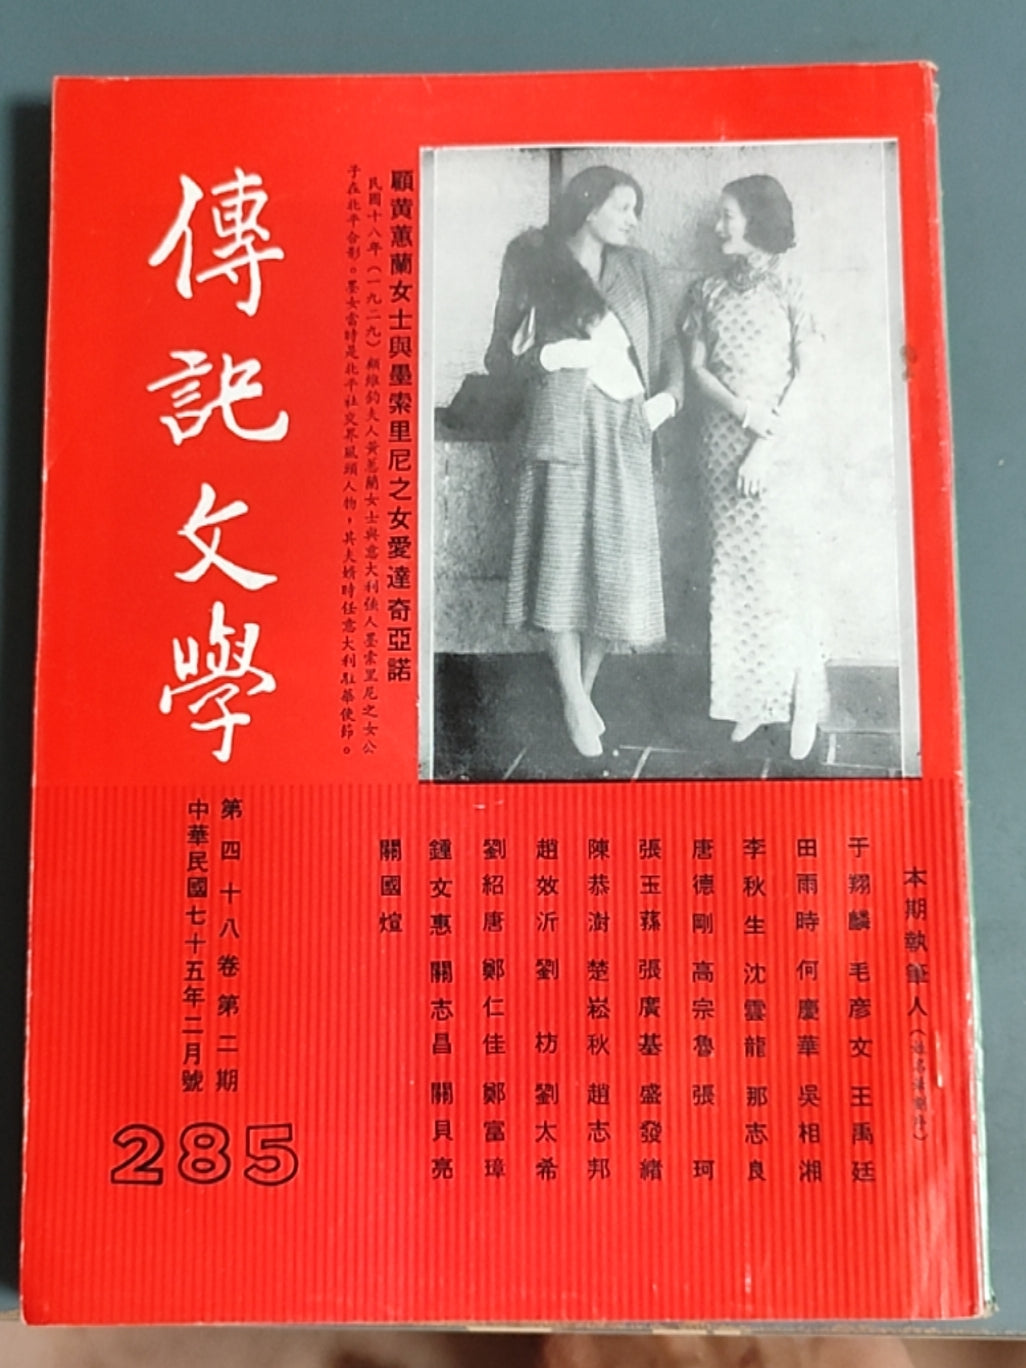 傳記文學
顧黃蕙蘭女士與墨索里尼之女愛達奇亞諾
民國十八年(一九二九)顧維鈞夫人黃蕙蘭女士與意大利強人墨索里尼之女公
子在北平合影。墨女當時是北平社交界風頭人物,其夫婿時任意大利駐華使節。
第四十八卷第二期
中華民國七十五年二月號
285
本期執筆人(姓名法劃序)
于翔麟 毛彥文 王禹廷
田雨時 何慶華 吳相湘
李秋生 沈雲龍 那志良
唐德剛 高宗魯 張珂
張玉蓀 張廣基 盛發緒
陳恭澍 楚崧秋 趙志邦
趙效沂 劉枋 劉太希
劉紹唐 鄭仁佳 鄭富璋
鍾文惠 關志昌 關貝亮
關國煊